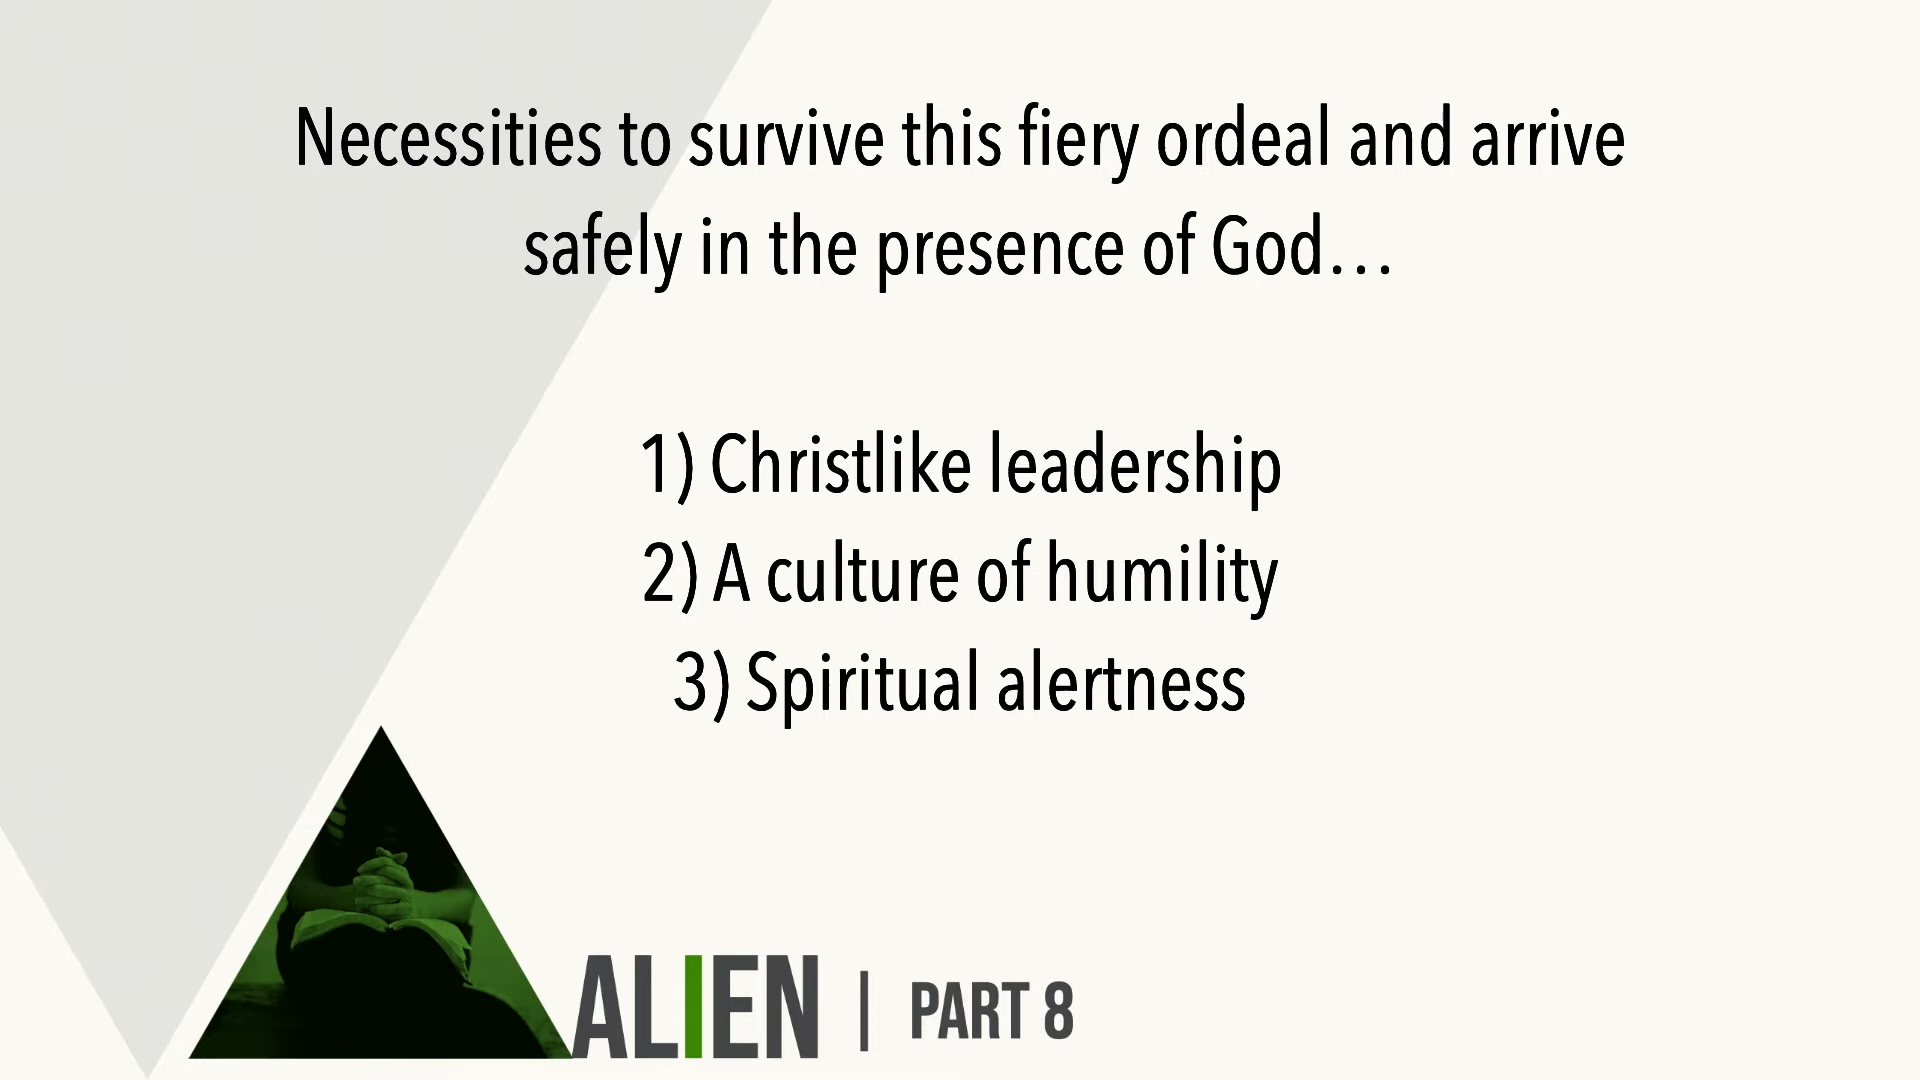 Necessities to survive this fiery ordeal and arrive
safely in the presence of God…
1) Christlike leadership
2) A culture of humility
3) Spiritual alertness
ALIEN | PART 8